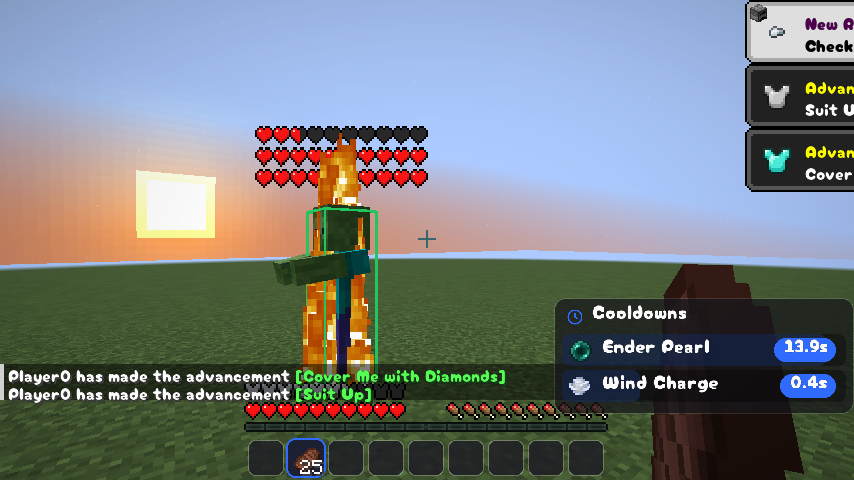 New A
Check
Advan
Suit U
Advan
Cover
Cooldowns
Ender Pearl 13.9s
Wind Charge 0.4s
Player0 has made the advancement [Cover Me with Diamonds]
Player0 has made the advancement [Suit Up]
25